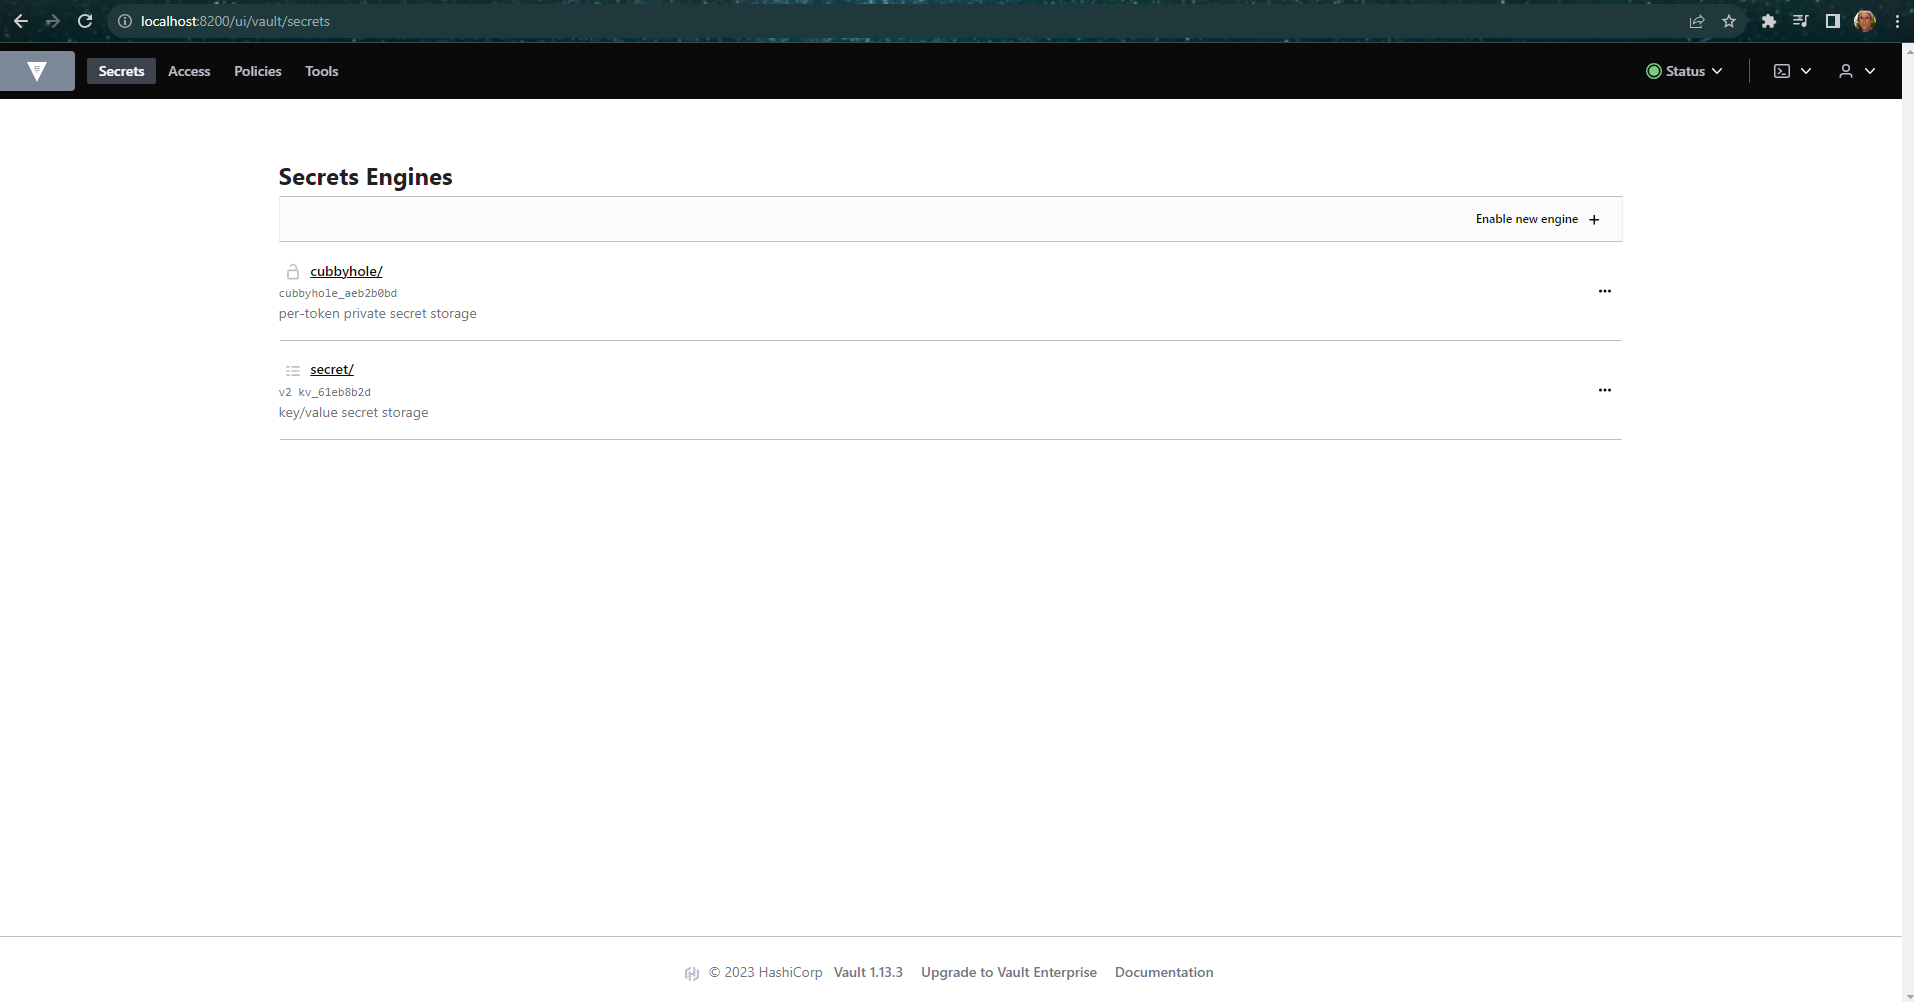 localhost:8200/ui/vault/secrets
Secrets Access Policies Tools Status
Secrets Engines
Enable new engine
cubbyhole/
cubbyhole_aeb2b0bd
per-token private secret storage
secret/
v2 kv_61eb8b2d
key/value secret storage
© 2023 HashiCorp Vault 1.13.3 Upgrade to Vault Enterprise Documentation